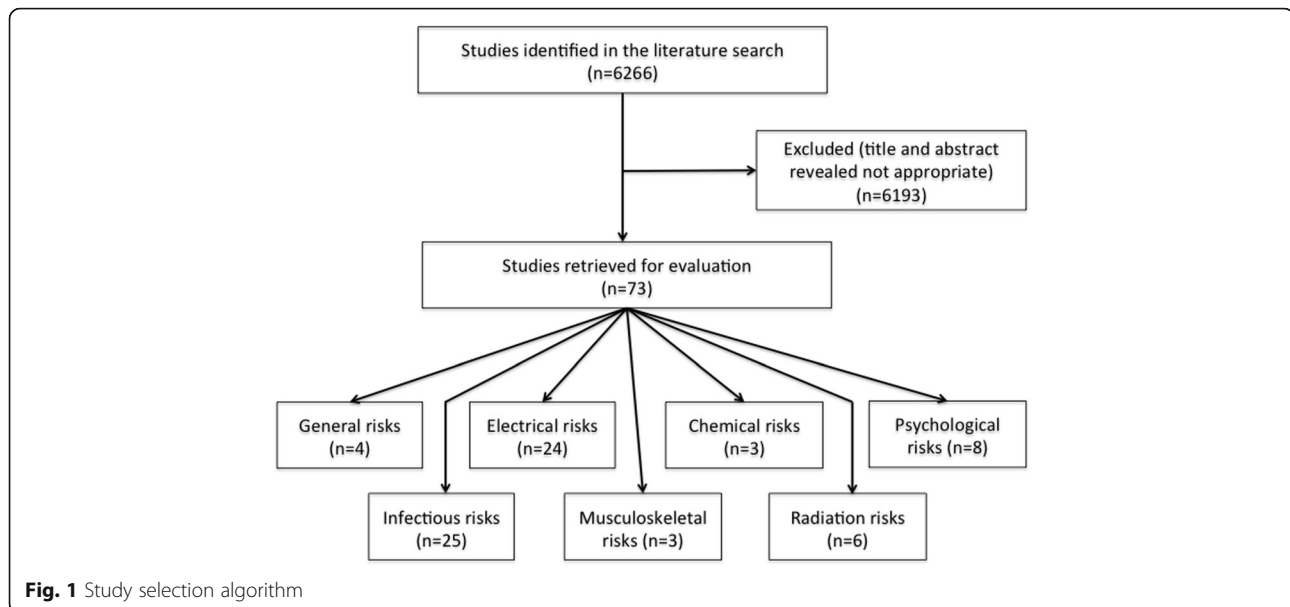 Studies identified in the literature search
(n=6266)
Excluded (title and abstract
revealed not appropriate)
(n=6193)
Studies retrieved for evaluation
(n=73)
General risks
(n=4)
Electrical risks
(n=24)
Chemical risks
(n=3)
Psychological
risks (n=8)
Infectious risks
(n=25)
Musculoskeletal
risks (n=3)
Radiation risks
(n=6)
Fig. 1 Study selection algorithm